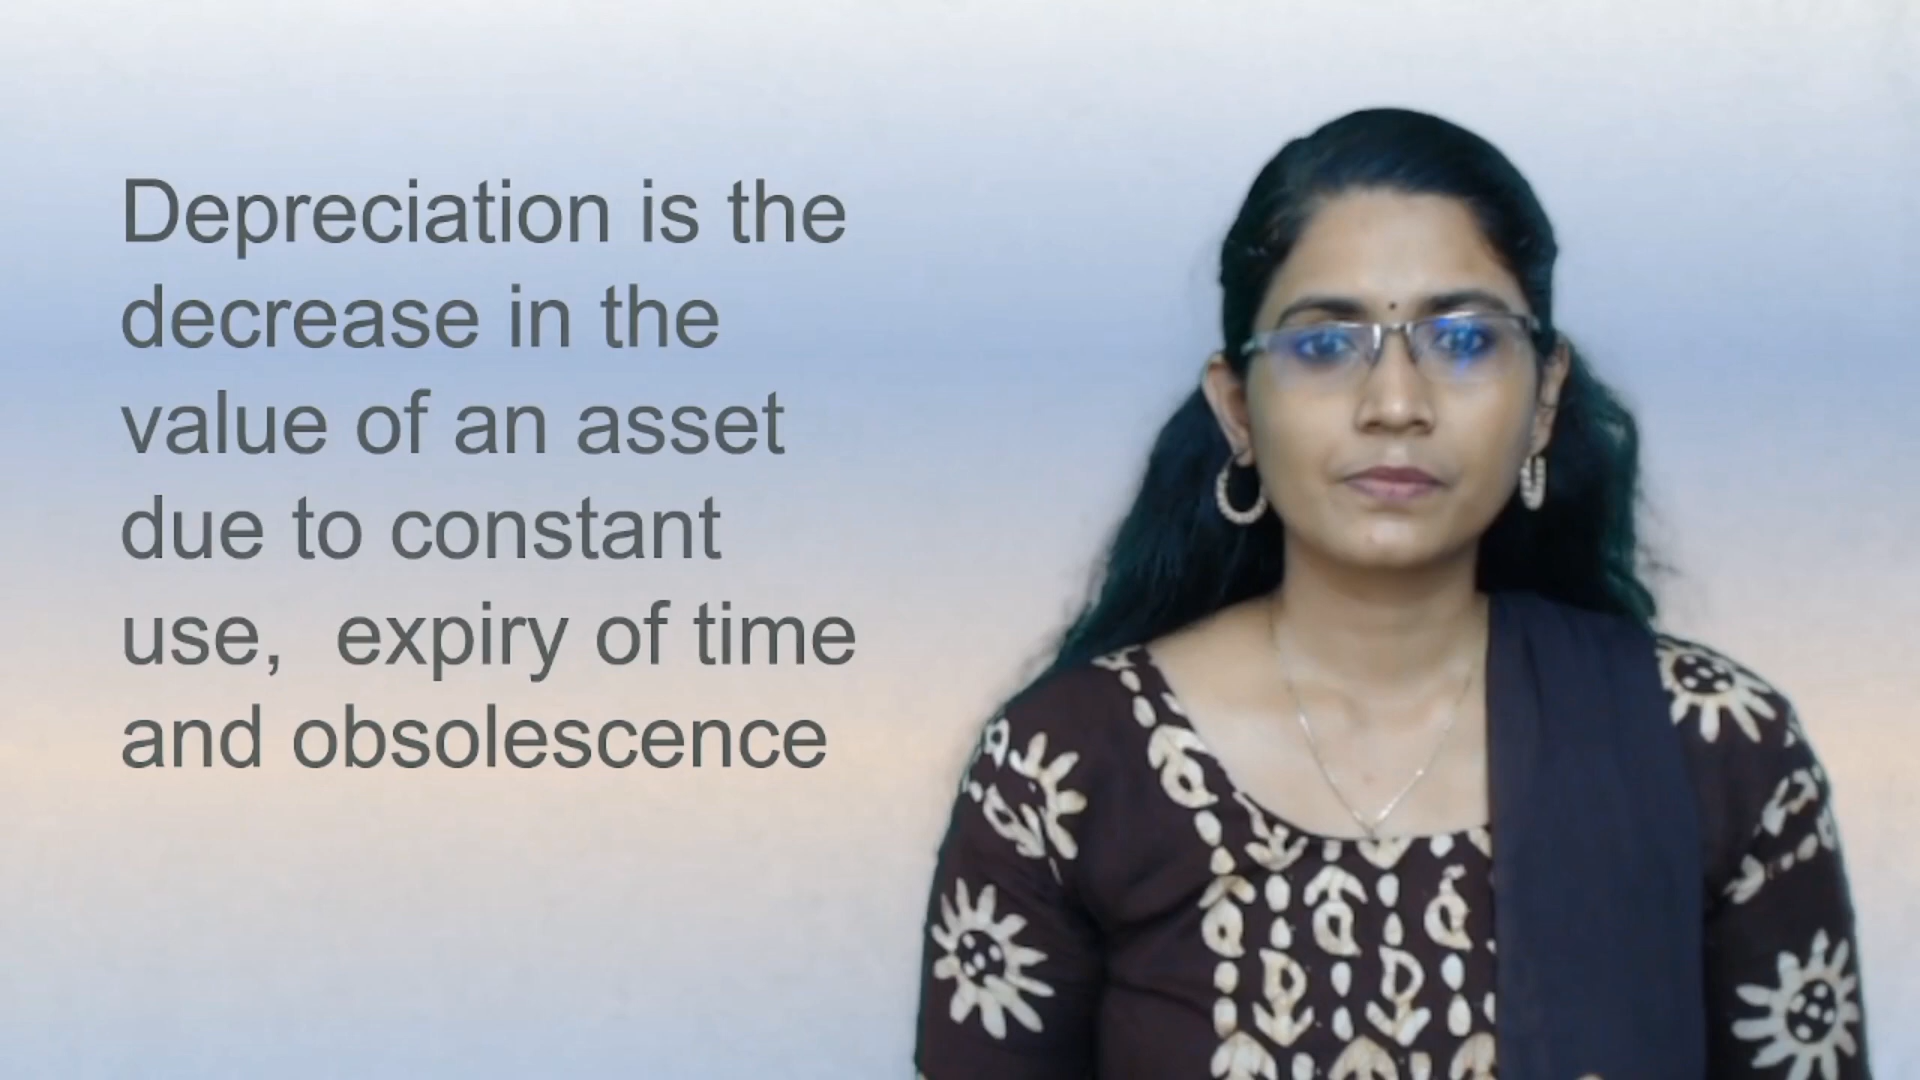 Depreciation is the
decrease in the
value of an asset
due to constant
use,  expiry of time
and obsolescence